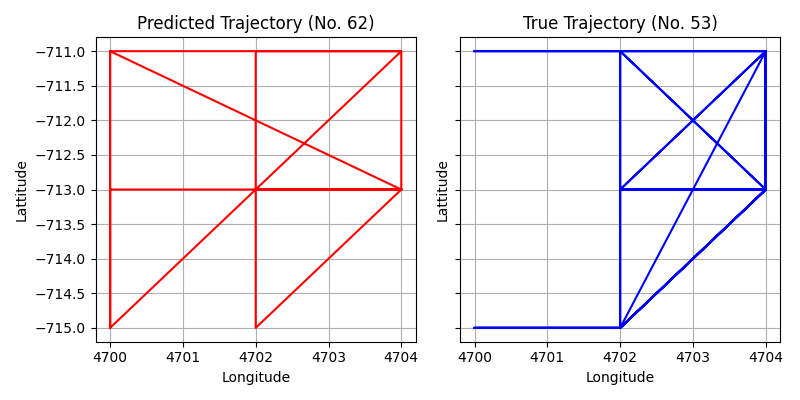 Predicted Trajectory (No. 62)
True Trajectory (No. 53)
−711.0
−711.5
−712.0
−712.5
−713.0
−713.5
−714.0
−714.5
−715.0
Lattitude
Lattitude
4700 4701 4702 4703 4704
4700 4701 4702 4703 4704
Longitude
Longitude